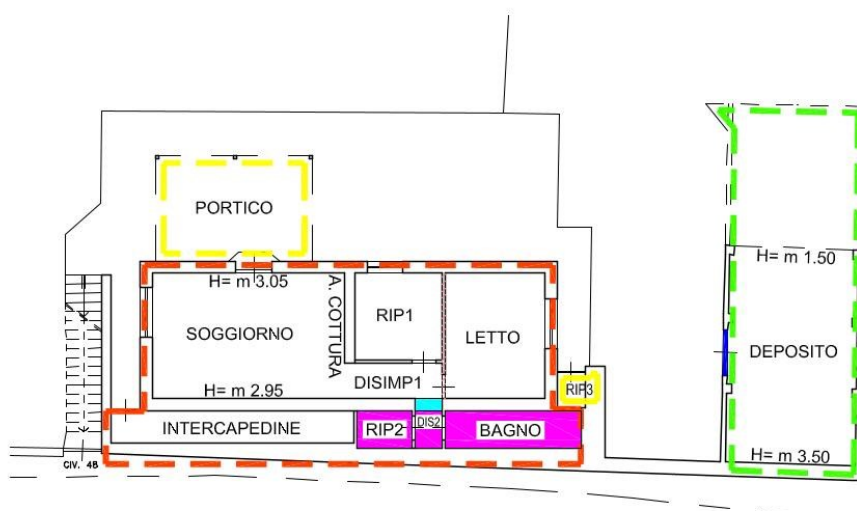 PORTICO
H= m 1.50
H= m 3.05
A. COTTURA
RIP1
SOGGIORNO
LETTO
DEPOSITO
DISIMP1
H= m 2.95
RIP3
INTERCAPEDINE
RIP2
DIS2
BAGNO
H= m 3.50
CIV. 4B